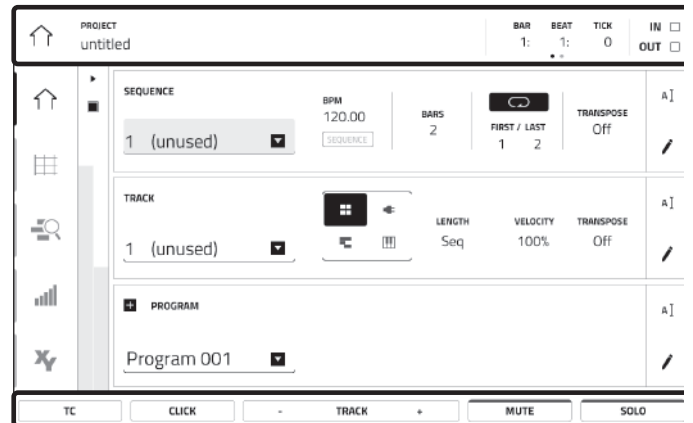 PROJECT
untitled
BAR BEAT TICK
1: 1: 0
IN
OUT
SEQUENCE
1 (unused)
BPM
120.00
SEQUENCE
BARS
2
FIRST / LAST
1 2
TRANSPOSE
Off
A
TRACK
1 (unused)
LENGTH
Seq
VELOCITY
100%
TRANSPOSE
Off
A
PROGRAM
Program 001
A
XY
TC CLICK - TRACK + MUTE SOLO